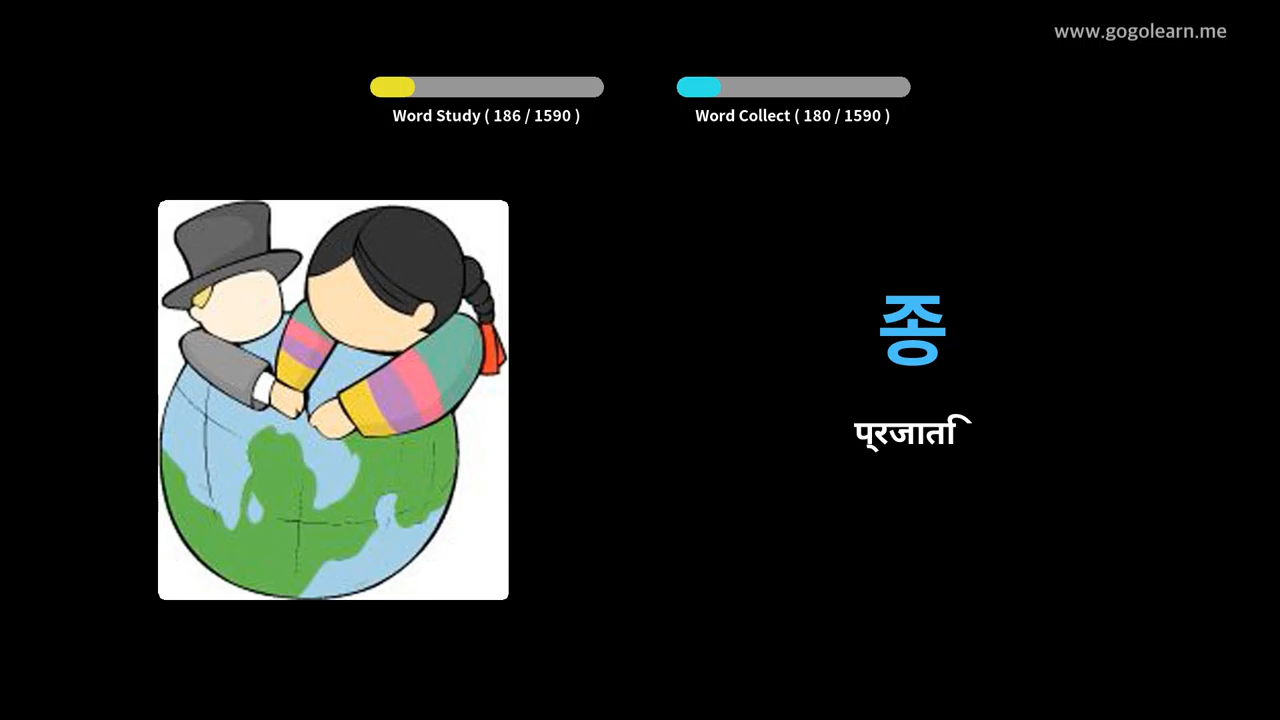 www.gogolearn.me
Word Study ( 186 / 1590 )
Word Collect ( 180 / 1590 )
종
प्रजाति